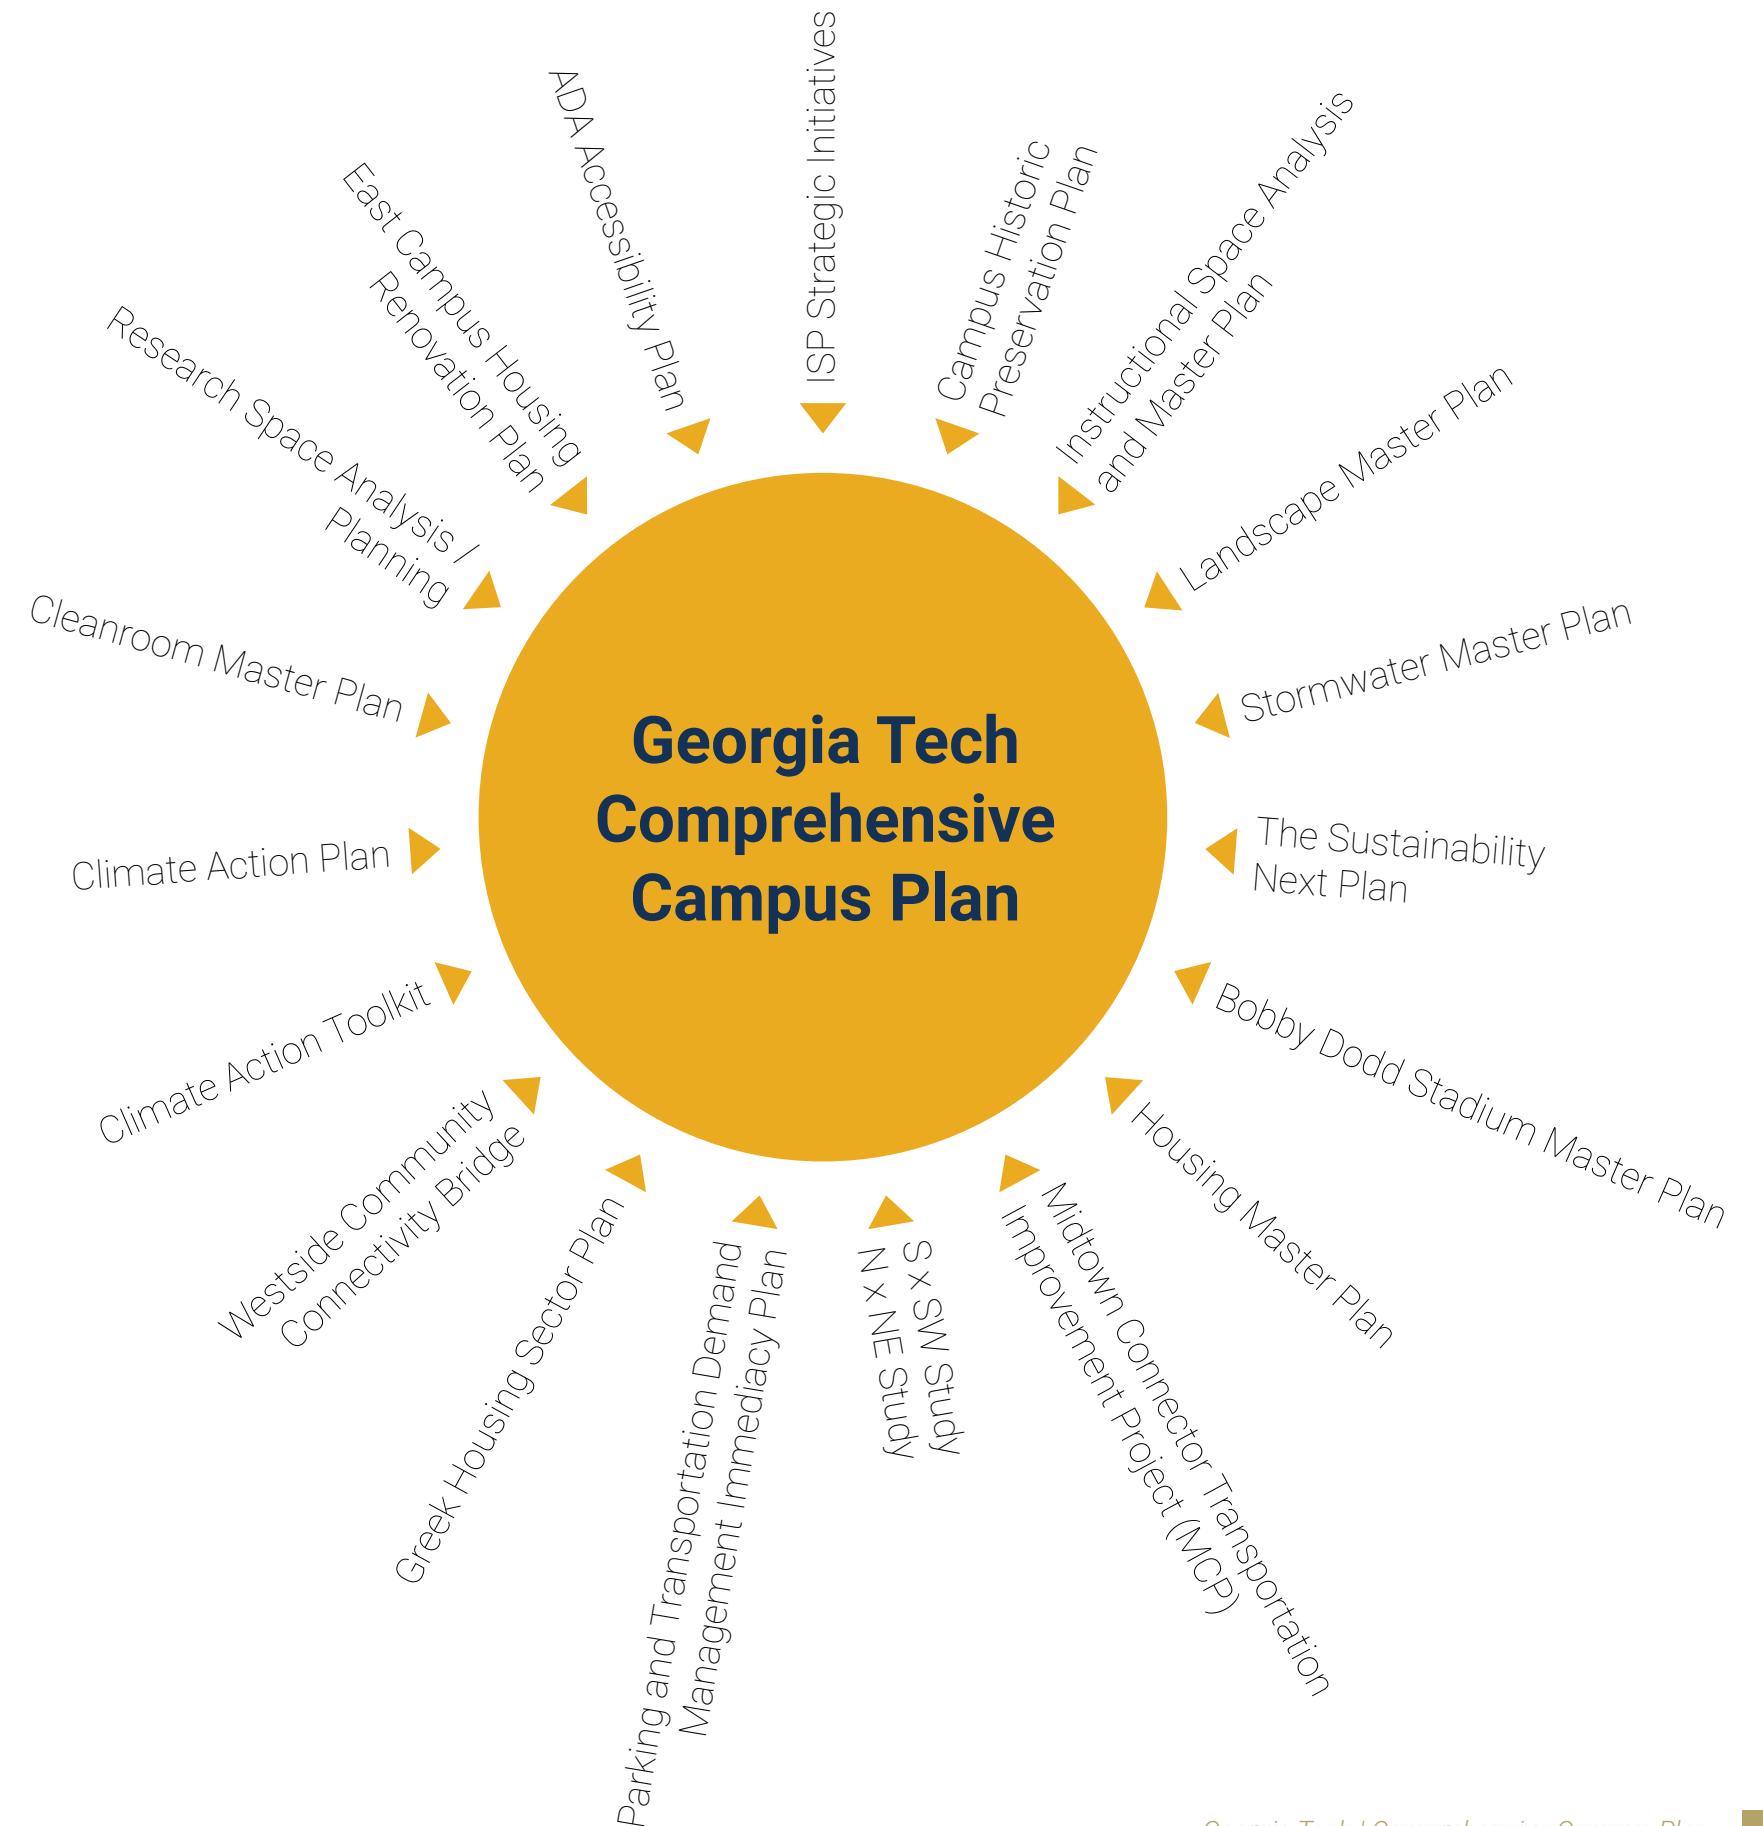 ISP Strategic Initiatives
Campus Historic
Preservation Plan
Instructional Space Analysis
and Master Plan
Landscape Master Plan
Stormwater Master Plan
The Sustainability
Next Plan
Bobby Dodd Stadium Master Plan
Housing Master Plan
Midtown Connector Transportation
Improvement Project (MCP)
S x SW Study
N x NE Study
Parking and Transportation Demand
Management Immediacy Plan
Greek Housing Sector Plan
Westside Community
Connectivity Bridge
Climate Action Toolkit
Climate Action Plan
Cleanroom Master Plan
Research Space Analysis /
Planning
East Campus Housing
Renovation Plan
ADA Accessibility Plan
Georgia Tech
Comprehensive
Campus Plan